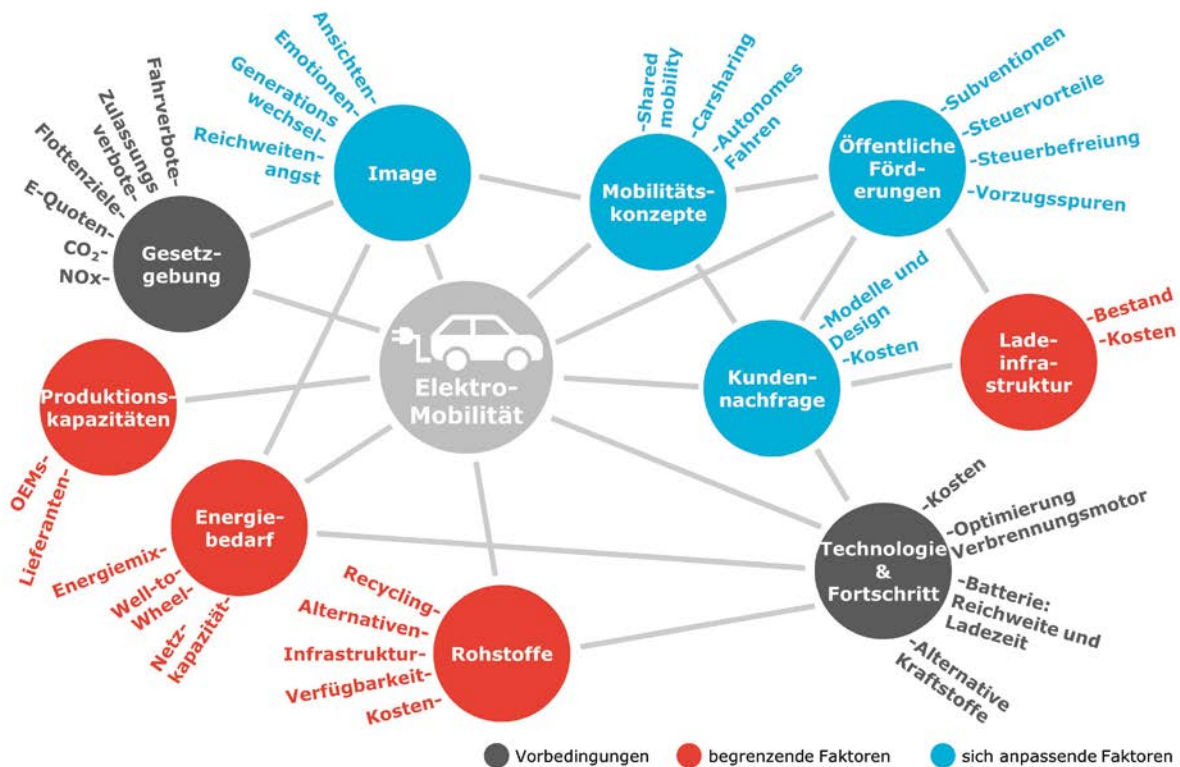 Ansichten-
Emotionen-
Generations
wechsel-
Reichweiten-
angst
Image
Fahrverbote-
Zulassungs
verbote-
Flottenziele-
E-Quoten-
CO₂-
NOx-
Gesetz-
gebung
-Shared
mobility
-Carsharing
-Autonomes
Fahren
Mobilitäts-
konzepte
-Subventionen
-Steuervorteile
-Steuerbefreiung
-Vorzugsspuren
Öffentliche
Förd-
erungen
Elektro-
Mobilität
-Modelle und
Design
-Kosten
Kunden-
nachfrage
-Bestand
-Kosten
Lade-
infra-
struktur
Produktions-
kapazitäten
OEMs-
Lieferanten-
Energie-
bedarf
Energiemix-
Well-to-
Wheel-
Netz-
kapazität-
Recycling-
Alternativen-
Infrastruktur-
Verfügbarkeit-
Kosten-
Rohstoffe
Technologie
&
Fortschritt
-Kosten
-Optimierung
Verbrennungsmotor
-Batterie:
Reichweite und
Ladezeit
-Alternative
Kraftstoffe
Vorbedingungen
begrenzende Faktoren
sich anpassende Faktoren